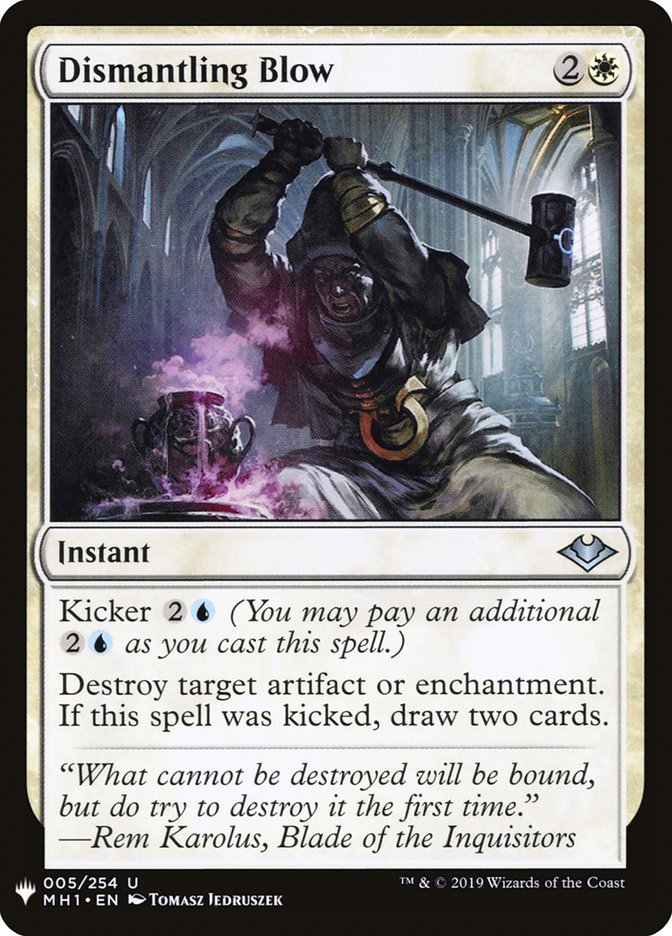 Dismantling Blow 2
Instant
Kicker 2 (You may pay an additional
2 as you cast this spell.)
Destroy target artifact or enchantment.
If this spell was kicked, draw two cards.
“What cannot be destroyed will be bound,
but do try to destroy it the first time.”
—Rem Karolus, Blade of the Inquisitors
005/254 U
MH1 • EN Tomasz Jedruszek
™ & © 2019 Wizards of the Coast